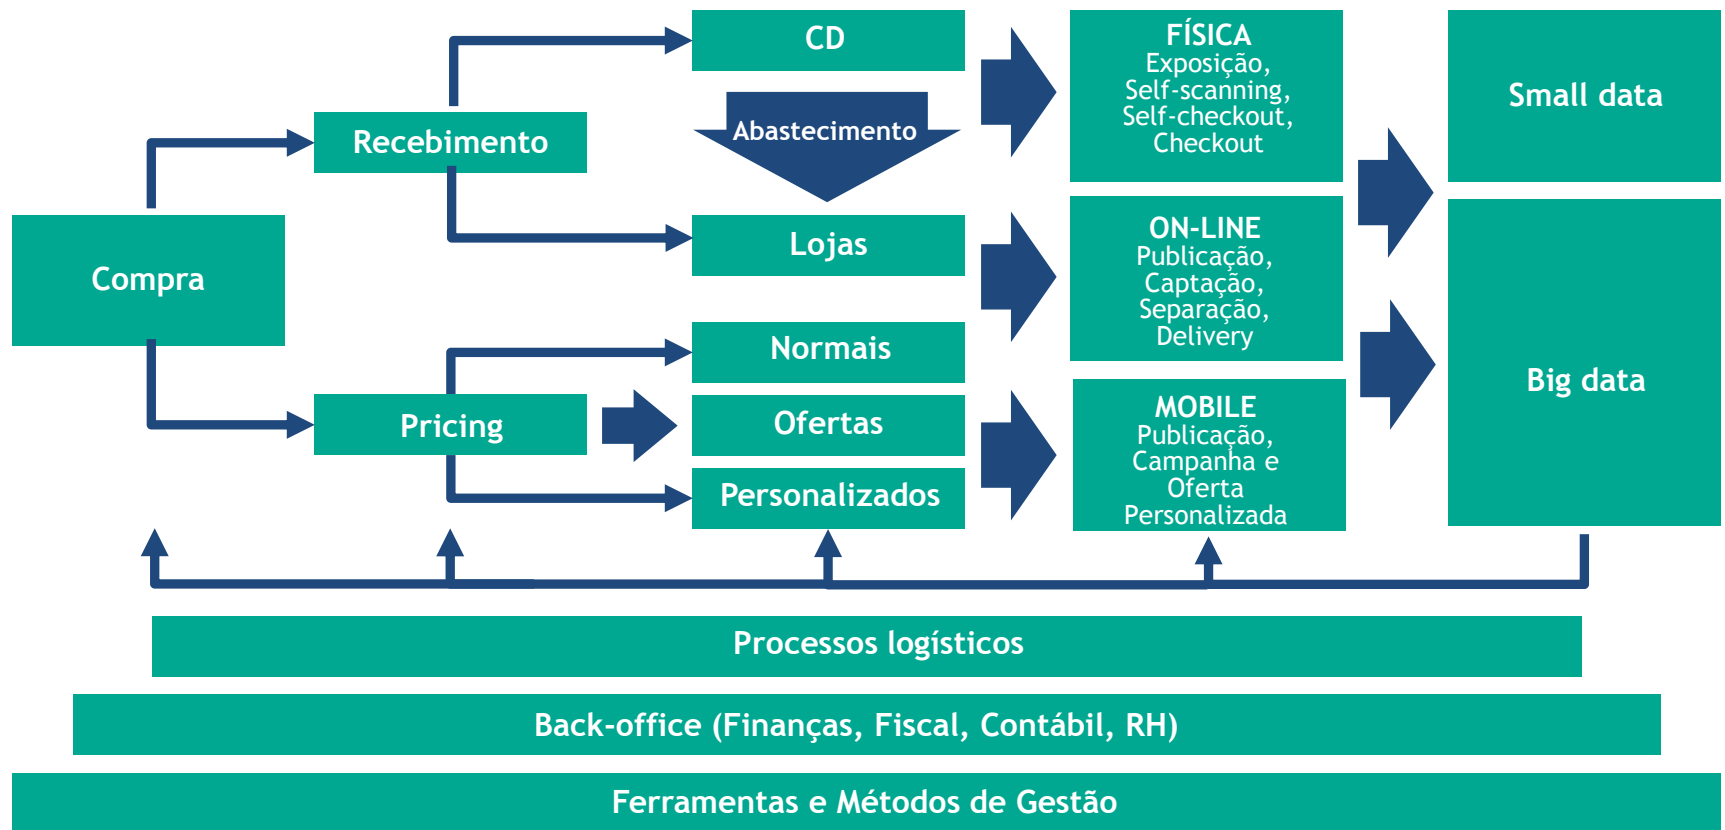 CD
FÍSICA
Exposição,
Self-scanning,
Self-checkout,
Checkout
Small data
Abastecimento
Recebimento
Lojas
ON-LINE
Publicação,
Captação,
Separação,
Delivery
Compra
Normais
Big data
Pricing
Ofertas
MOBILE
Publicação,
Campanha e
Oferta
Personalizada
Personalizados
Processos logísticos
Back-office (Finanças, Fiscal, Contábil, RH)
Ferramentas e Métodos de Gestão